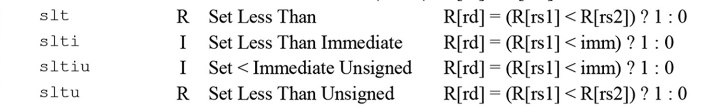 slt R Set Less Than R[rd] = (R[rs1] < R[rs2]) ? 1 : 0
slti I Set Less Than Immediate R[rd] = (R[rs1] < imm) ? 1 : 0
sltiu I Set < Immediate Unsigned R[rd] = (R[rs1] < imm) ? 1 : 0
sltu R Set Less Than Unsigned R[rd] = (R[rs1] < R[rs2]) ? 1 : 0